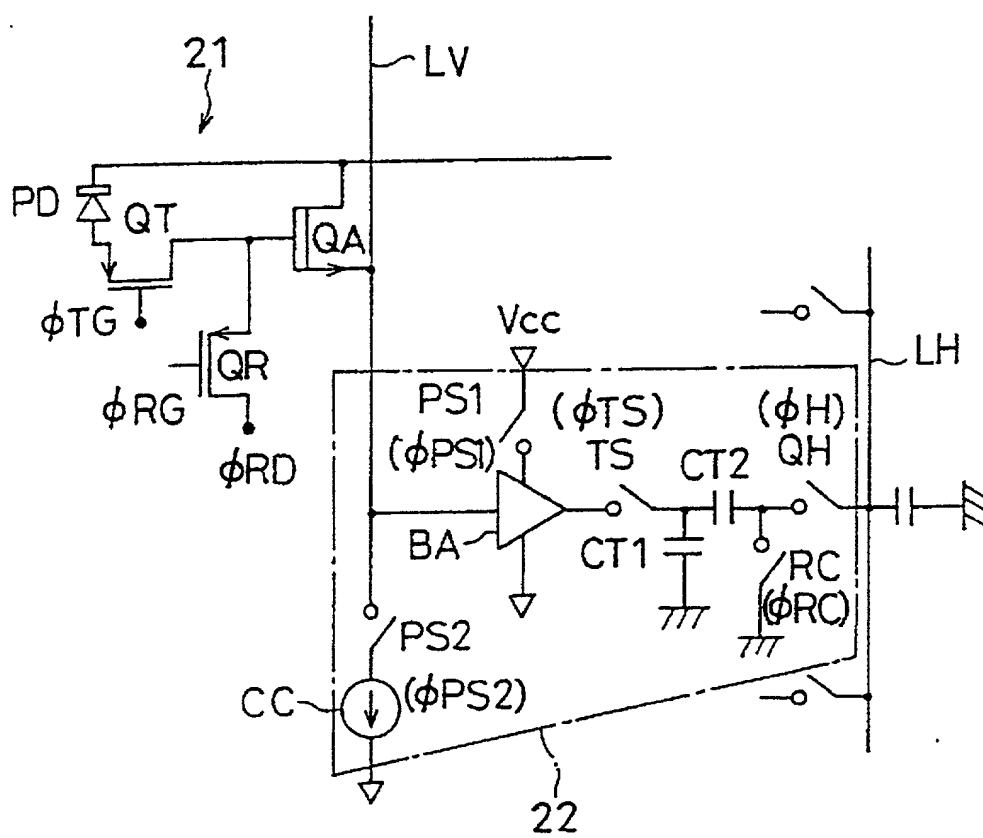 21
LV
PD
QT
QA
φTG
QR
φRG
φRD
Vcc
LH
PS1
(φPS1)
(φTS)
TS
(φH)
QH
CT2
BA
CT1
RC
(φRC)
PS2
CC
(φPS2)
22